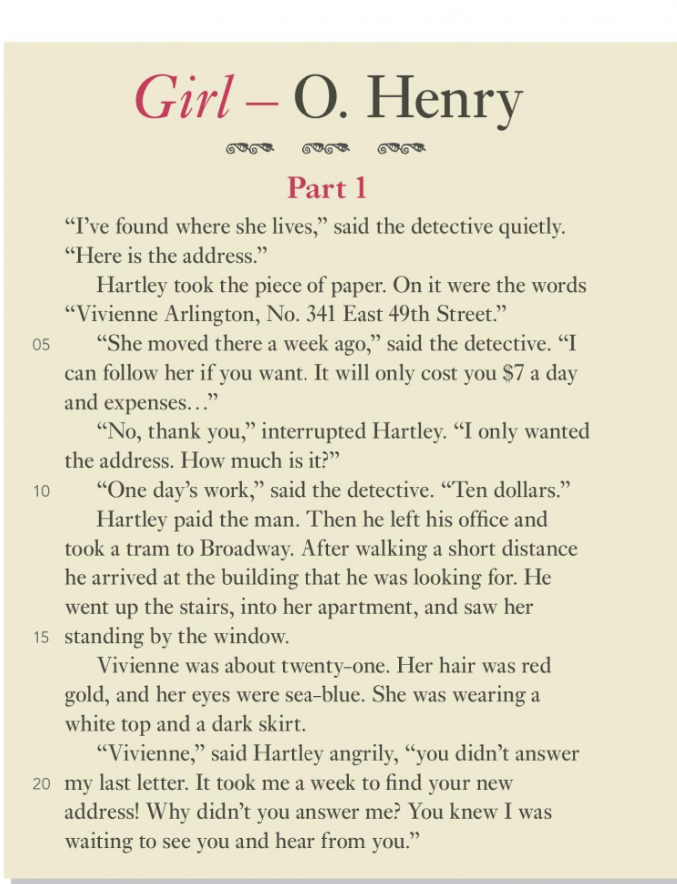 Girl – O. Henry
Part 1
“I’ve found where she lives,” said the detective quietly.
“Here is the address.”
Hartley took the piece of paper. On it were the words
“Vivienne Arlington, No. 341 East 49th Street.”
05 “She moved there a week ago,” said the detective. “I
can follow her if you want. It will only cost you $7 a day
and expenses…”
“No, thank you,” interrupted Hartley. “I only wanted
the address. How much is it?”
10 “One day’s work,” said the detective. “Ten dollars.”
Hartley paid the man. Then he left his office and
took a tram to Broadway. After walking a short distance
he arrived at the building that he was looking for. He
went up the stairs, into her apartment, and saw her
15 standing by the window.
Vivienne was about twenty-one. Her hair was red
gold, and her eyes were sea-blue. She was wearing a
white top and a dark skirt.
“Vivienne,” said Hartley angrily, “you didn’t answer
20 my last letter. It took me a week to find your new
address! Why didn’t you answer me? You knew I was
waiting to see you and hear from you.”